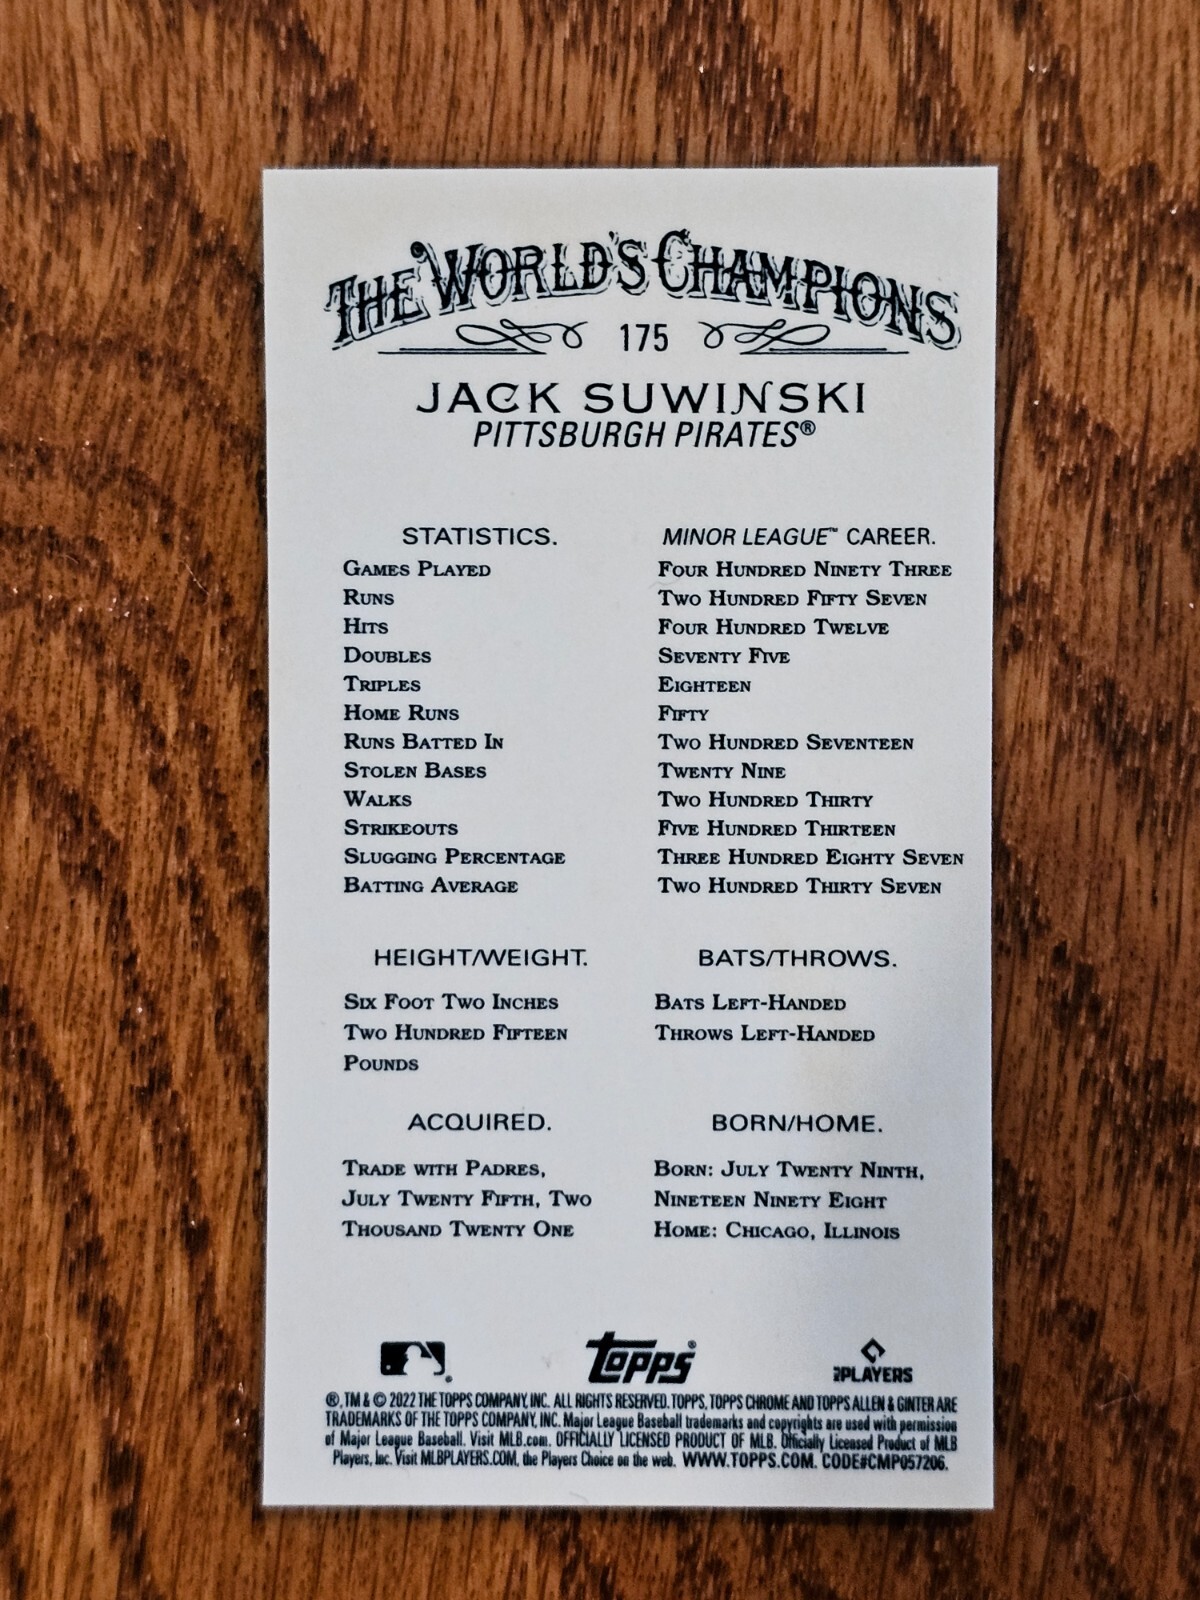 THE WORLD'S CHAMPIONS
175
JACK SUWINSKI
PITTSBURGH PIRATES®
STATISTICS. MINOR LEAGUE™ CAREER.
GAMES PLAYED FOUR HUNDRED NINETY THREE
RUNS TWO HUNDRED FIFTY SEVEN
HITS FOUR HUNDRED TWELVE
DOUBLES SEVENTY FIVE
TRIPLES EIGHTEEN
HOME RUNS FIFTY
RUNS BATTED IN TWO HUNDRED SEVENTEEN
STOLEN BASES TWENTY NINE
WALKS TWO HUNDRED THIRTY
STRIKEOUTS FIVE HUNDRED THIRTEEN
SLUGGING PERCENTAGE THREE HUNDRED EIGHTY SEVEN
BATTING AVERAGE TWO HUNDRED THIRTY SEVEN
HEIGHT/WEIGHT.
SIX FOOT TWO INCHES
TWO HUNDRED FIFTEEN
POUNDS
BATS/THROWS.
BATS LEFT-HANDED
THROWS LEFT-HANDED
ACQUIRED.
TRADE WITH PADRES,
JULY TWENTY FIFTH, TWO
THOUSAND TWENTY ONE
BORN/HOME.
BORN: JULY TWENTY NINTH,
NINETEEN NINETY EIGHT
HOME: CHICAGO, ILLINOIS
topps®
PLAYERS
®, TM & © 2022 THE TOPPS COMPANY, INC. ALL RIGHTS RESERVED. TOPPS, TOPPS CHROME AND TOPPS ALLEN & GINTER ARE
TRADEMARKS OF THE TOPPS COMPANY, INC. Major League Baseball trademarks and copyrights are used with permission
of Major League Baseball. Visit MLB.com. OFFICIALLY LICENSED PRODUCT OF MLB. Officially Licensed Product of MLB
Players, Inc. Visit MLBPLAYERS.COM, the Players Choice on the web. WWW.TOPPS.COM. CODE#CMP057206.